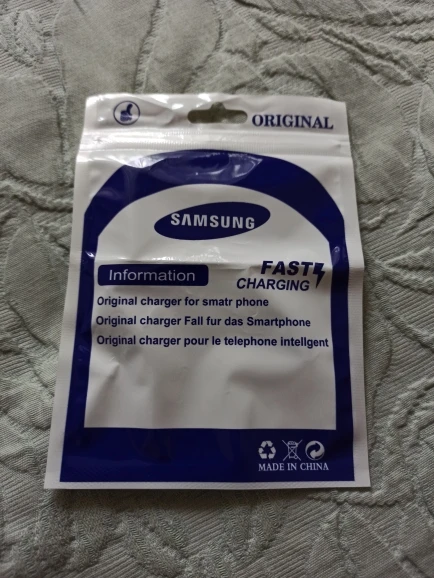 ORIGINAL
SAMSUNG
Information
FAST
CHARGING
Original charger for smatr phone
Original charger Fall fur das Smartphone
Original charger pour le telephone intellgent
MADE IN CHINA